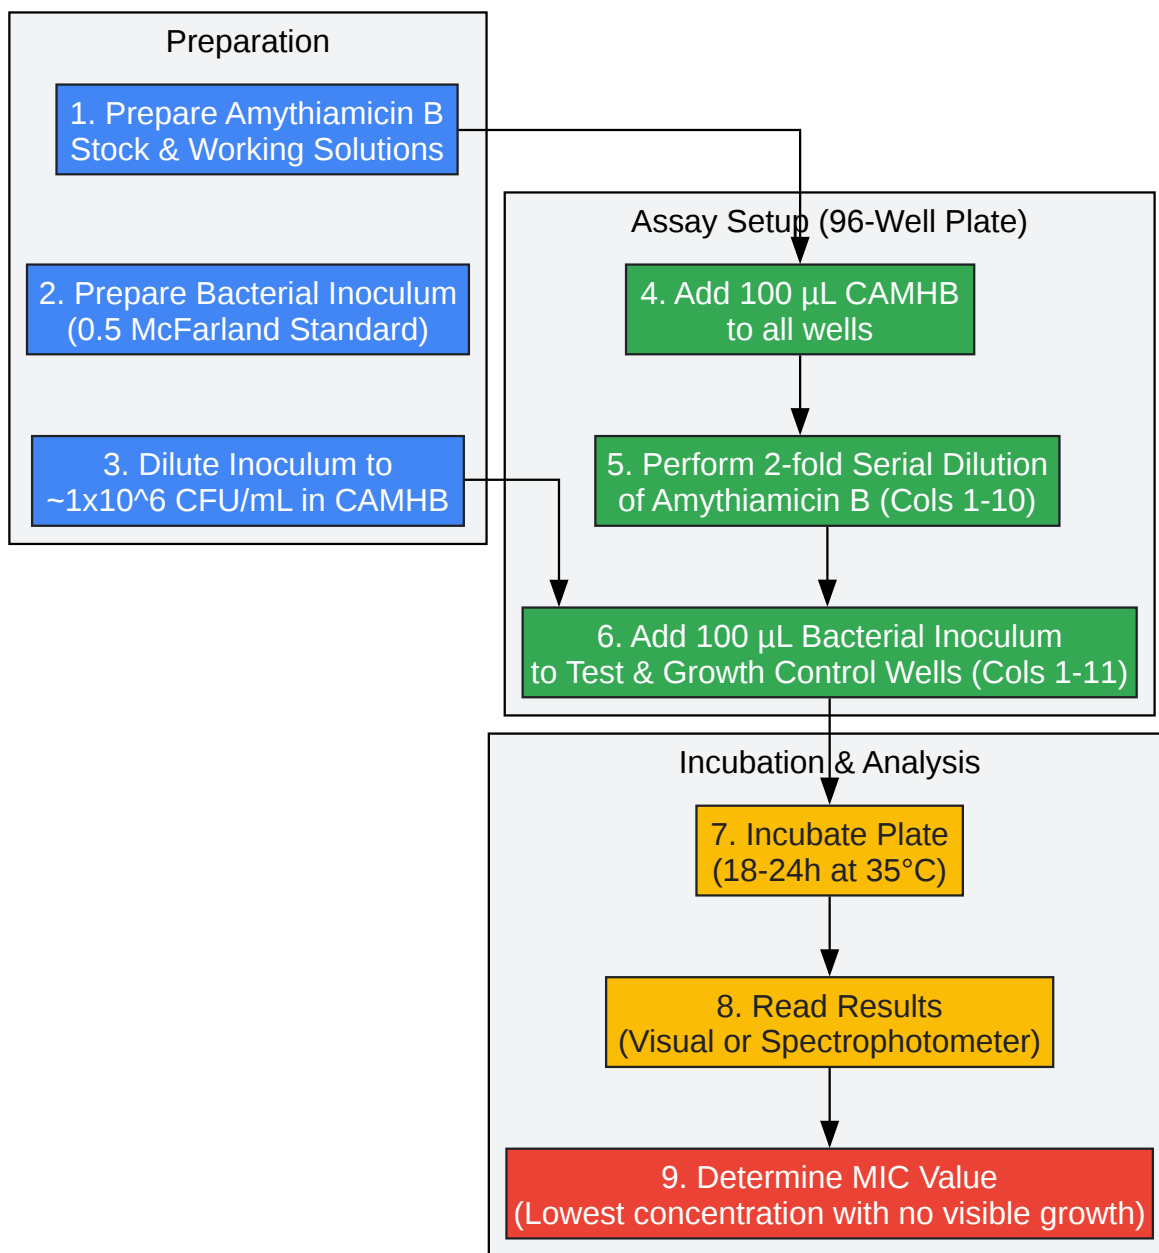 Preparation
1. Prepare Amythiamicin B
Stock & Working Solutions
2. Prepare Bacterial Inoculum
(0.5 McFarland Standard)
3. Dilute Inoculum to
~1x10^6 CFU/mL in CAMHB
Assay Setup (96-Well Plate)
4. Add 100 µL CAMHB
to all wells
5. Perform 2-fold Serial Dilution
of Amythiamicin B (Cols 1-10)
6. Add 100 µL Bacterial Inoculum
to Test & Growth Control Wells (Cols 1-11)
Incubation & Analysis
7. Incubate Plate
(18-24h at 35°C)
8. Read Results
(Visual or Spectrophotometer)
9. Determine MIC Value
(Lowest concentration with no visible growth)